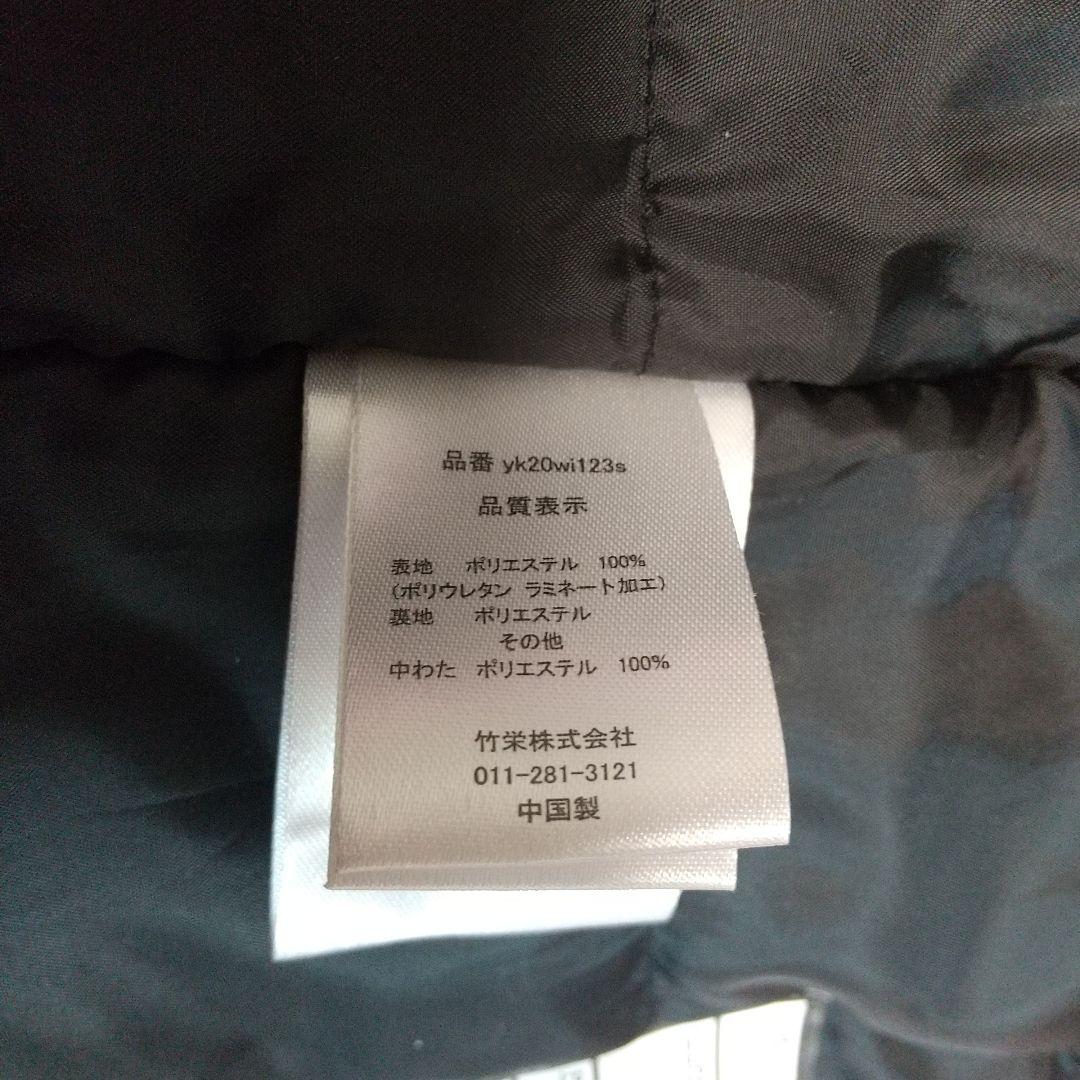 品番 yk20wi123s
品質表示
表地 ポリエステル 100%
(ポリウレタン ラミネート加工)
裏地 ポリエステル
その他
中わた ポリエステル 100%
竹栄株式会社
011-281-3121
中国製